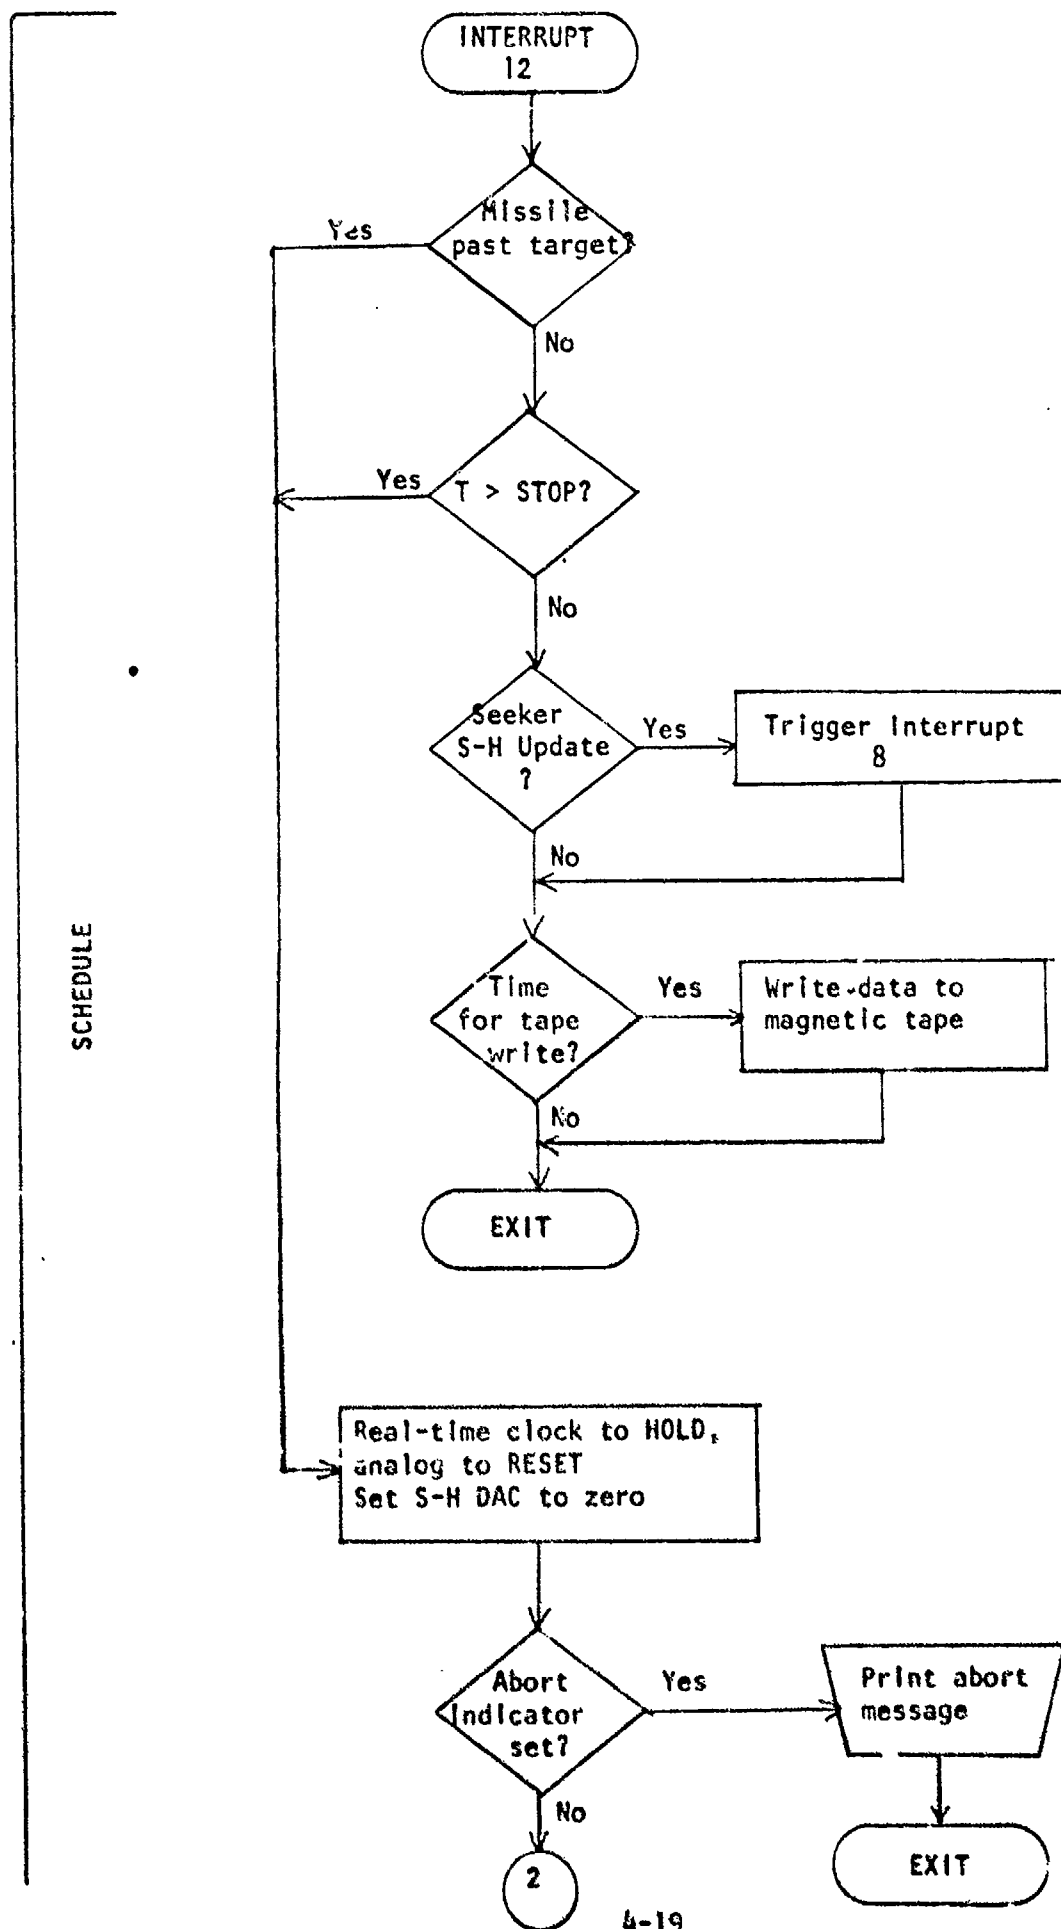 INTERRUPT
12
Missile
past target?
Yes
No
T > STOP?
Yes
No
Seeker
S-H Update
?
Yes
Trigger Interrupt
8
No
Time
for tape
write?
Yes
Write data to
magnetic tape
No
EXIT
SCHEDULE
Real-time clock to HOLD,
analog to RESET
Set S-H DAC to zero
Abort
Indicator
set?
Yes
Print abort
message
No
2
EXIT
4-19